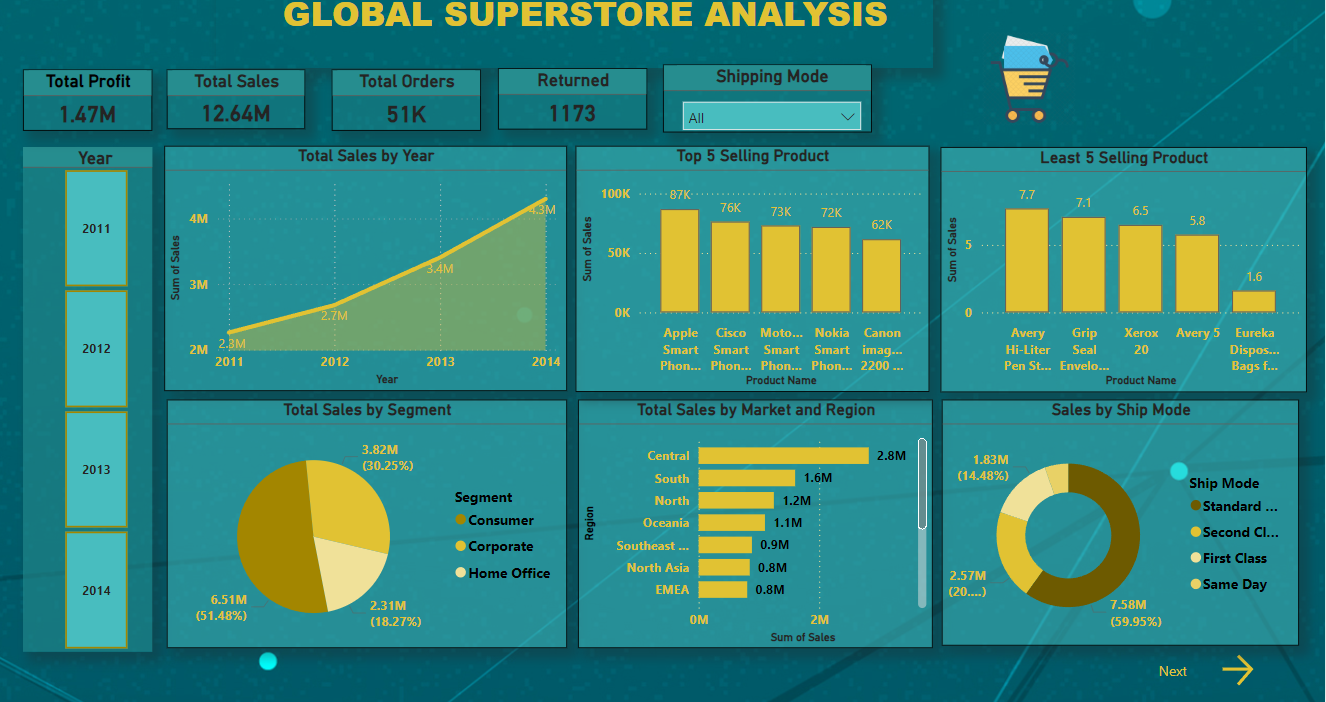 GLOBAL SUPERSTORE ANALYSIS
Total Profit
1.47M
Total Sales
12.64M
Total Orders
51K
Returned
1173
Shipping Mode
All
Year
2011
2012
2013
2014
Total Sales by Year
Sum of Sales
4M
3M
2M
2.3M
2.7M
3.4M
4.3M
2011
2012
2013
2014
Year
Top 5 Selling Product
Sum of Sales
100K
50K
0K
87K
76K
73K
72K
62K
Apple
Smart
Phon...
Cisco
Smart
Phon...
Moto...
Smart
Phon...
Nokia
Smart
Phon...
Canon
imag...
2200 ...
Product Name
Least 5 Selling Product
Sum of Sales
5
0
7.7
7.1
6.5
5.8
1.6
Avery
Hi-Liter
Pen St...
Grip
Seal
Envelo...
Xerox
20
Avery 5
Eureka
Dispos...
Bags f...
Product Name
Total Sales by Segment
3.82M
(30.25%)
6.51M
(51.48%)
2.31M
(18.27%)
Segment
Consumer
Corporate
Home Office
Total Sales by Market and Region
Region
Central 2.8M
South 1.6M
North 1.2M
Oceania 1.1M
Southeast ... 0.9M
North Asia 0.8M
EMEA 0.8M
0M
2M
Sum of Sales
Sales by Ship Mode
1.83M
(14.48%)
2.57M
(20....)
7.58M
(59.95%)
Ship Mode
Standard ...
Second Cl...
First Class
Same Day
Next